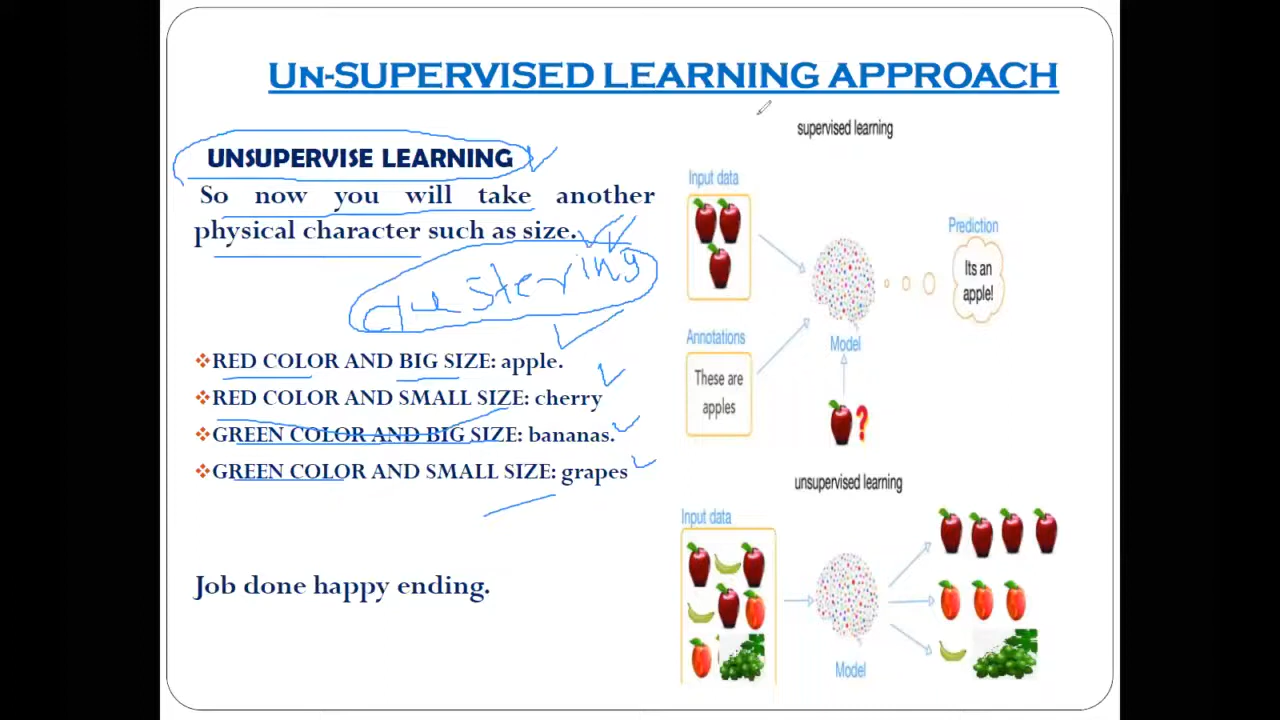 Un-SUPERVISED LEARNING APPROACH
UNSUPERVISE LEARNING
So now you will take another
physical character such as size.
clustering
❖RED COLOR AND BIG SIZE: apple.
❖RED COLOR AND SMALL SIZE: cherry
❖GREEN COLOR AND BIG SIZE: bananas.
❖GREEN COLOR AND SMALL SIZE: grapes
Job done happy ending.
supervised learning
Input data
Prediction
Its an
apple!
Annotations
Model
These are
apples
?
unsupervised learning
Input data
Model